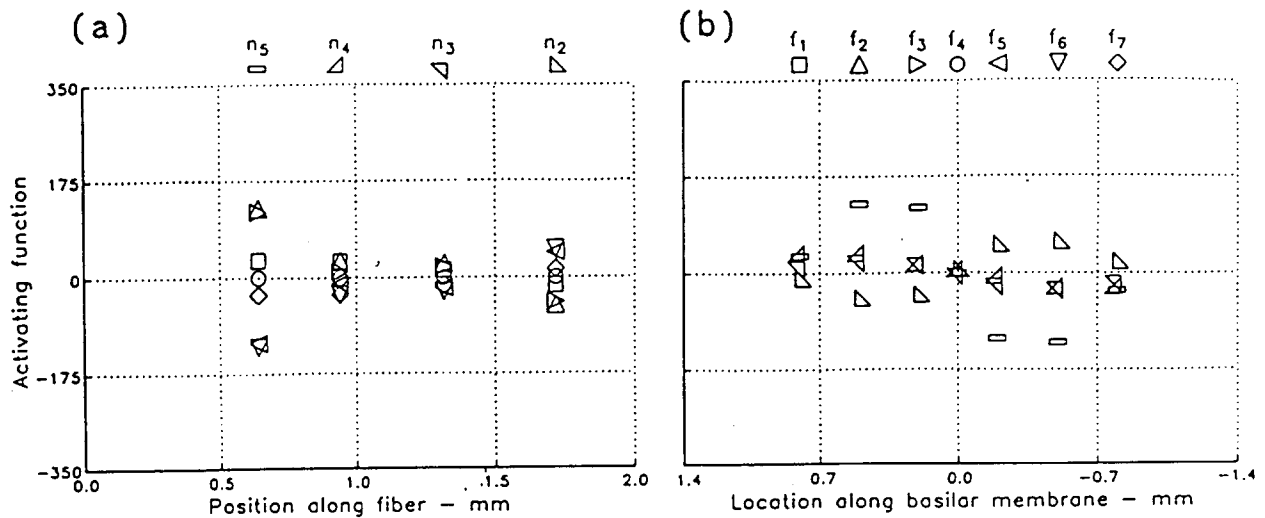 (a)
n5 n4 n3 n2
350
175
0
−175
−350
Activating function
0.0 0.5 1.0 .1.5 2.0
Position along fiber − mm
(b)
f1 f2 f3 f4 f5 f6 f7
1.4 0.7 0.0 −0.7 −1.4
Location along basilar membrane − mm